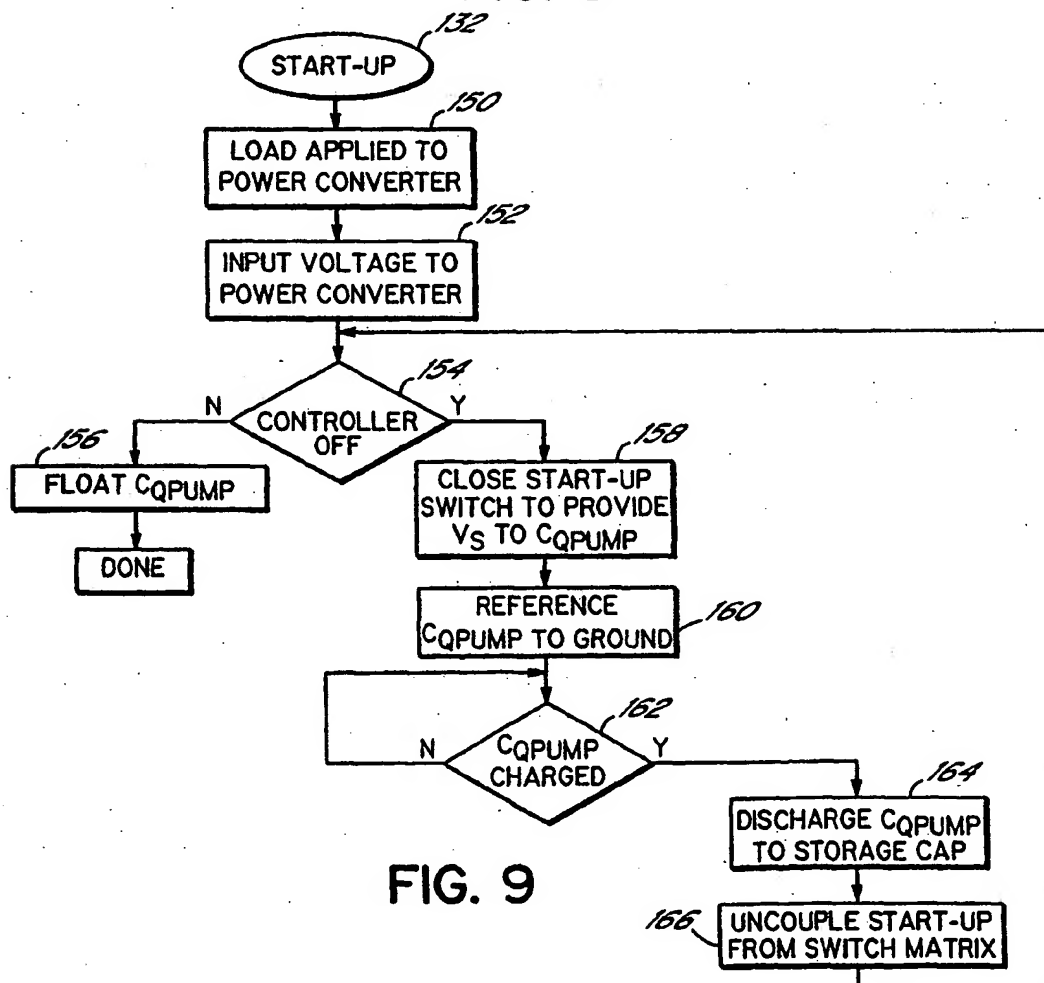 132
START-UP
150
LOAD APPLIED TO
POWER CONVERTER
152
INPUT VOLTAGE TO
POWER CONVERTER
154
N
CONTROLLER
OFF
Y
156
FLOAT CQPUMP
DONE
158
CLOSE START-UP
SWITCH TO PROVIDE
VS TO CQPUMP
REFERENCE
CQPUMP TO GROUND
160
162
N
CQPUMP
CHARGED
Y
164
DISCHARGE CQPUMP
TO STORAGE CAP
166
UNCOUPLE START-UP
FROM SWITCH MATRIX
FIG. 9